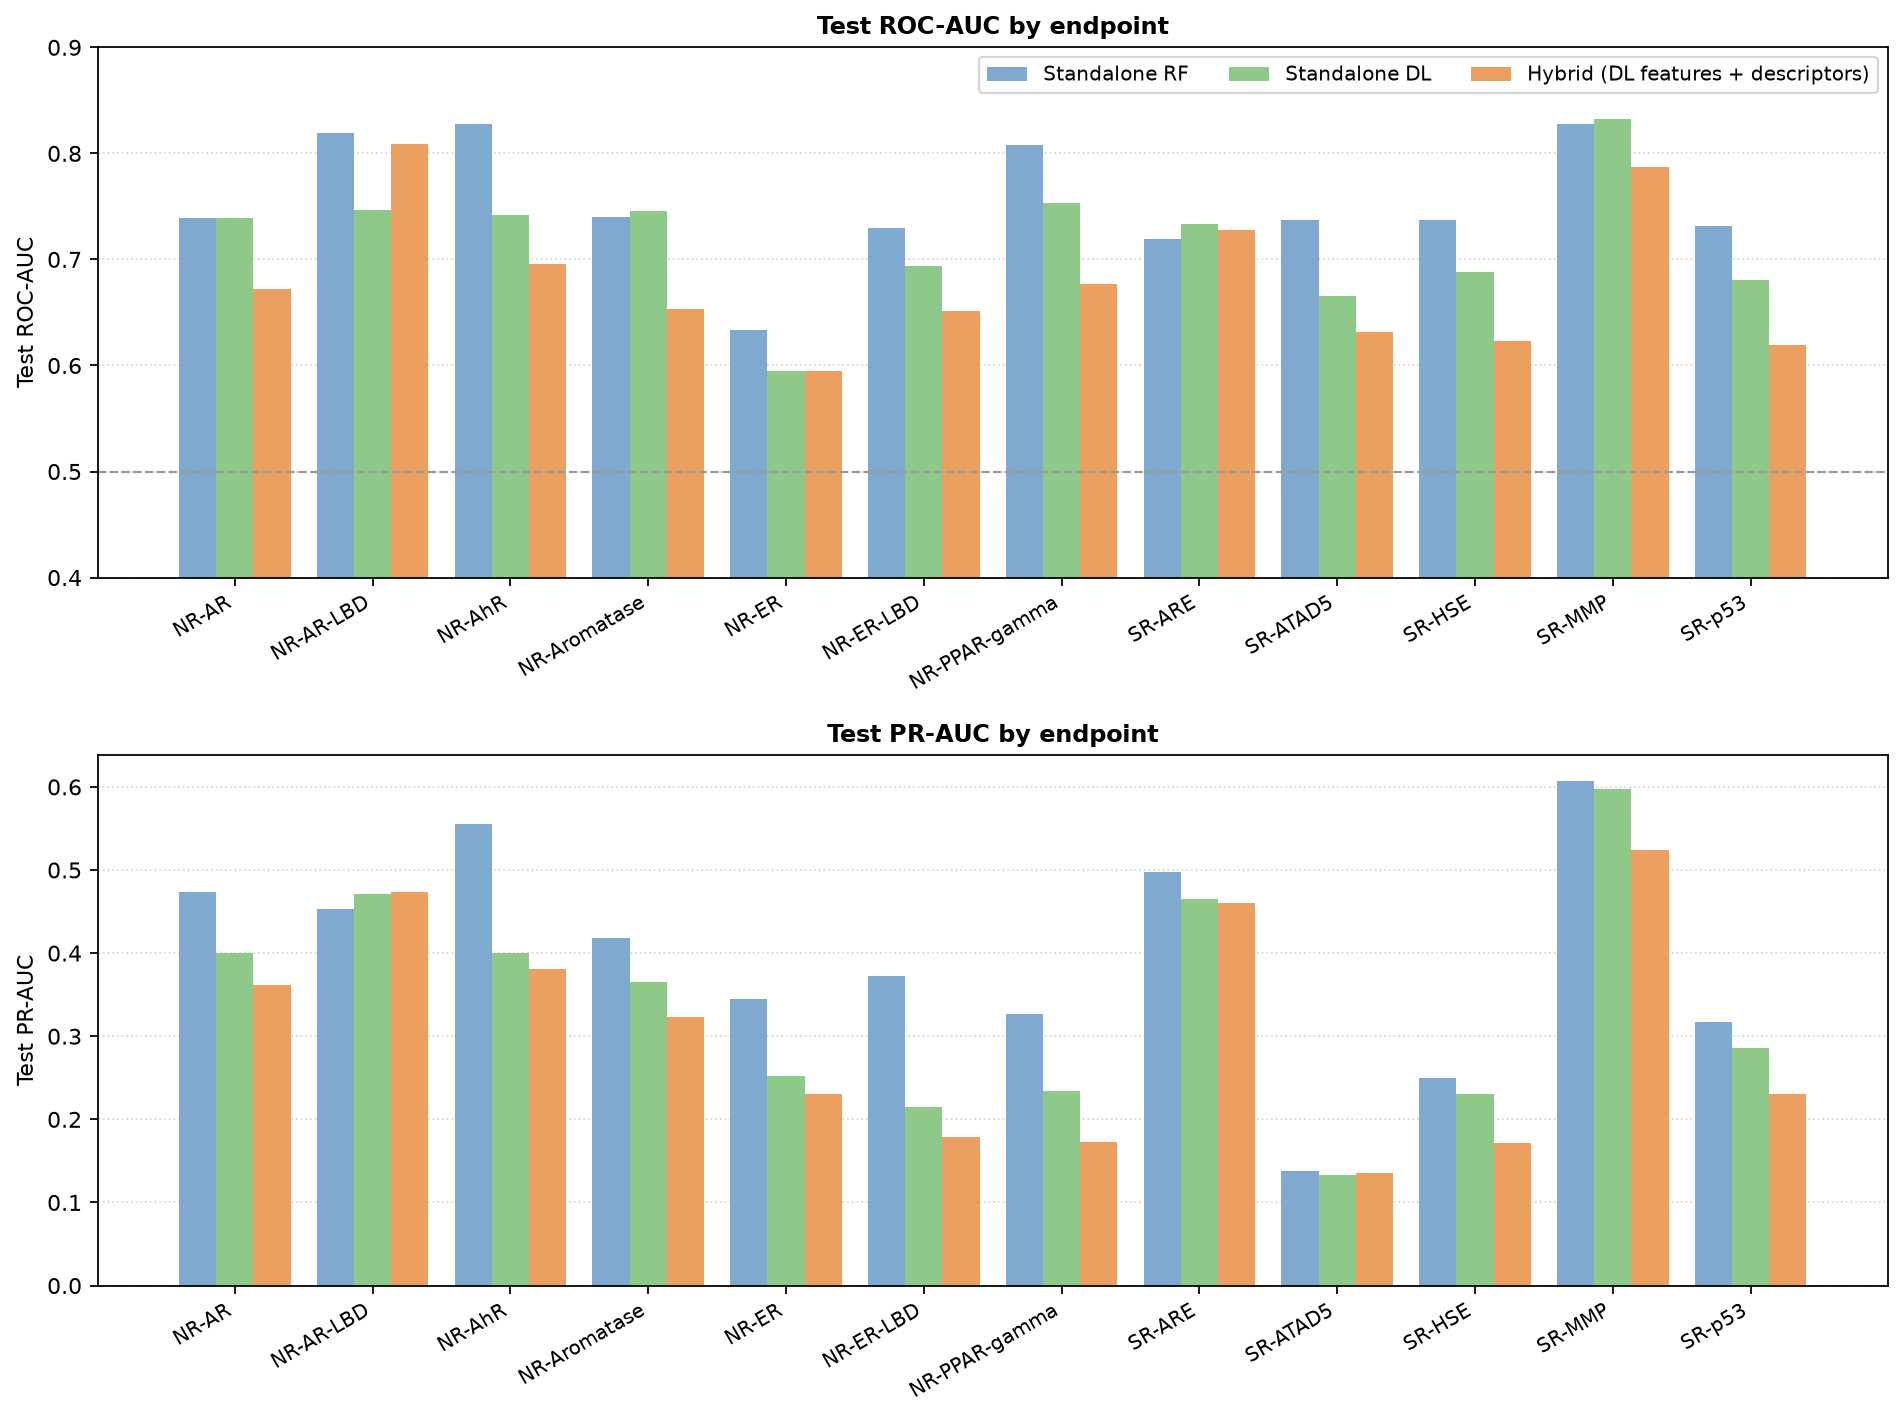 Test ROC-AUC by endpoint
0.9
0.8
0.7
0.6
0.5
0.4
Test ROC-AUC
Standalone RF
Standalone DL
Hybrid (DL features + descriptors)
NR-AR
NR-AR-LBD
NR-AhR
NR-Aromatase
NR-ER
NR-ER-LBD
NR-PPAR-gamma
SR-ARE
SR-ATAD5
SR-HSE
SR-MMP
SR-p53
Test PR-AUC by endpoint
0.6
0.5
0.4
0.3
0.2
0.1
0.0
Test PR-AUC
NR-AR
NR-AR-LBD
NR-AhR
NR-Aromatase
NR-ER
NR-ER-LBD
NR-PPAR-gamma
SR-ARE
SR-ATAD5
SR-HSE
SR-MMP
SR-p53